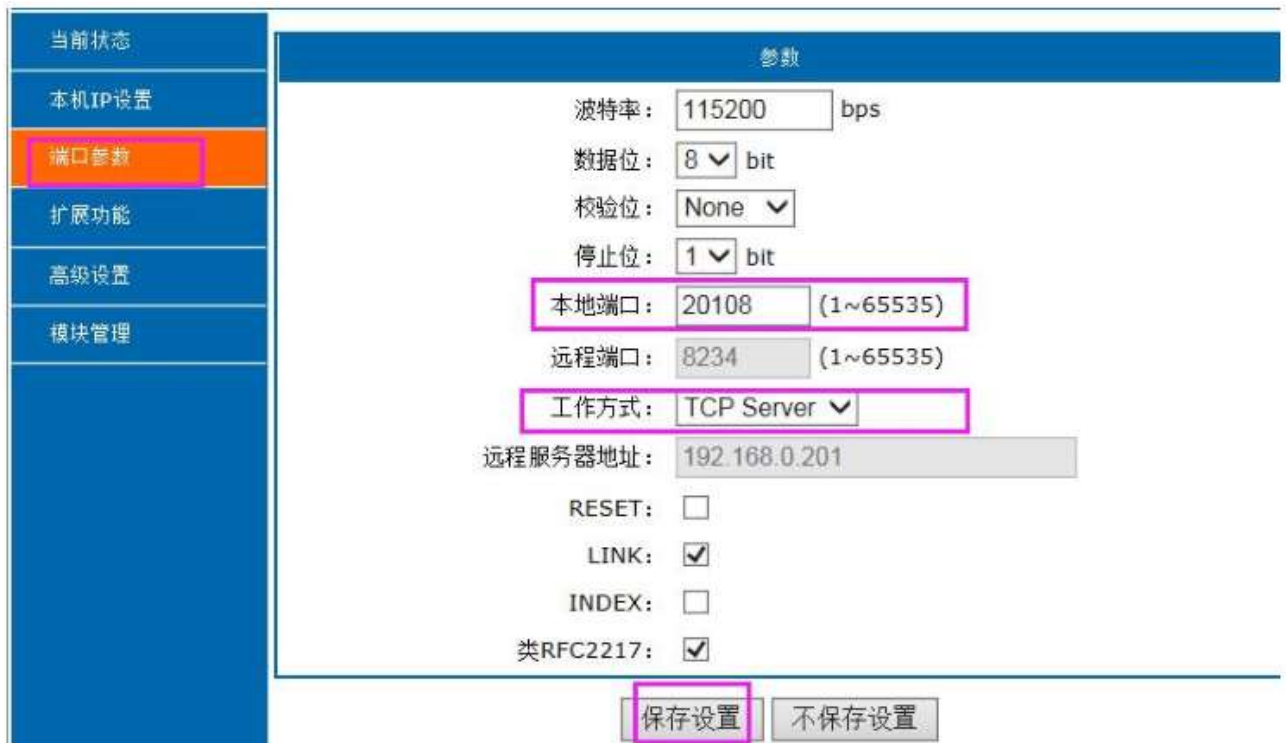 当前状态
本机IP设置
端口参数
扩展功能
高级设置
模块管理
参数
波特率： 115200 bps
数据位： 8 bit
校验位： None
停止位： 1 bit
本地端口： 20108 (1~65535)
远程端口： 8234 (1~65535)
工作方式： TCP Server
远程服务器地址： 192.168.0.201
RESET：
LINK：
INDEX：
类RFC2217：
保存设置 不保存设置